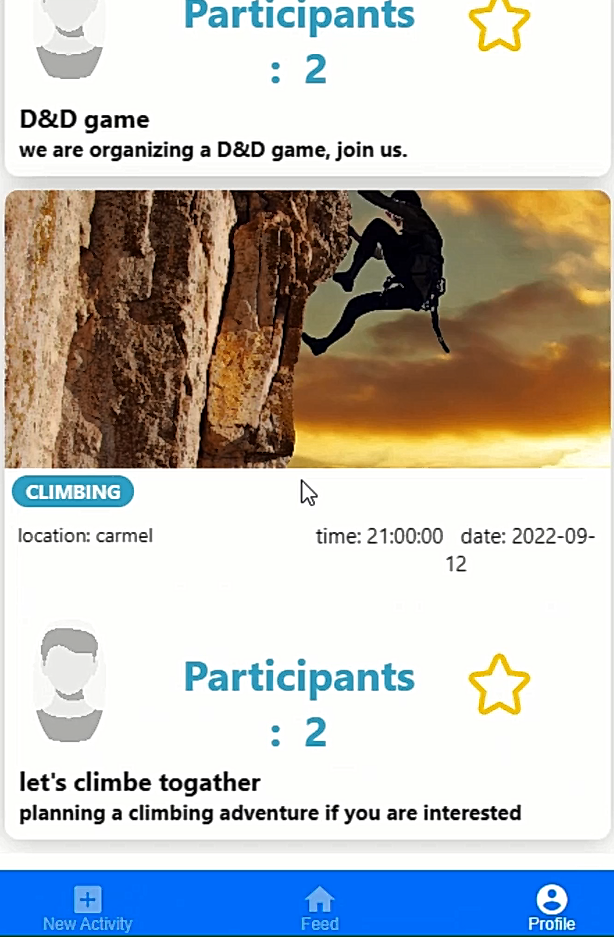 Participants
: 2
D&D game
we are organizing a D&D game, join us.
CLIMBING
location: carmel
time: 21:00:00 date: 2022-09-
12
Participants
: 2
let's climbe togather
planning a climbing adventure if you are interested
New Activity
Feed
Profile